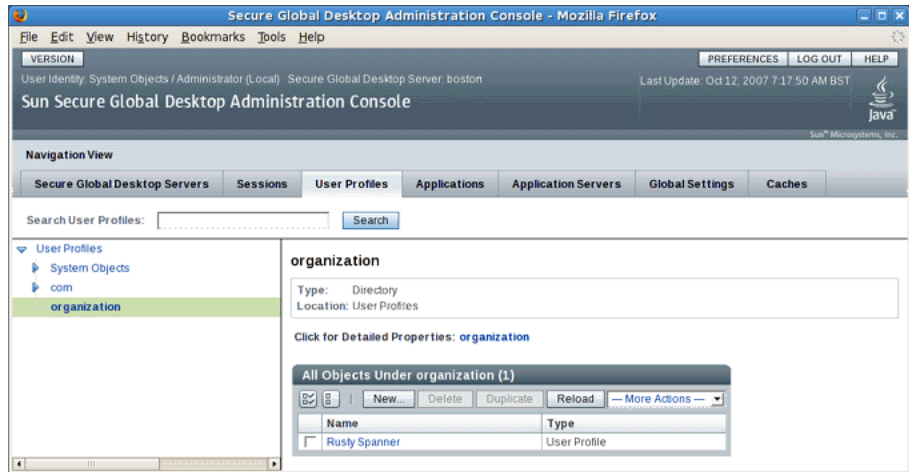 Secure Global Desktop Administration Console - Mozilla Firefox
File Edit View History Bookmarks Tools Help
VERSION PREFERENCES LOG OUT HELP
User Identity: System Objects / Administrator (Local) Secure Global Desktop Server: boston Last Update: Oct 12, 2007 7:17:50 AM BST
Sun Secure Global Desktop Administration Console
Java
Sun™ Microsystems, Inc.
Navigation View
Secure Global Desktop Servers Sessions User Profiles Applications Application Servers Global Settings Caches
Search User Profiles: Search
User Profiles
System Objects
com
organization
organization
Type: Directory
Location: User Profiles
Click for Detailed Properties: organization
All Objects Under organization (1)
New... Delete Duplicate Reload — More Actions —
Name Type
Rusty Spanner User Profile